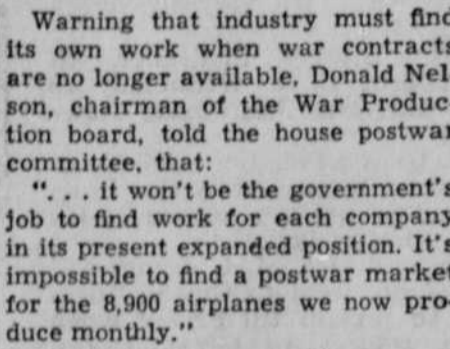 Warning that industry must find
its own work when war contracts
are no longer available, Donald Nel
son, chairman of the War Produc
tion board, told the house postwar
committee, that:
". . . it won't be the government's
job to find work for each company
in its present expanded position. It's
impossible to find a postwar market
for the 8,900 airplanes we now pro-
duce monthly."